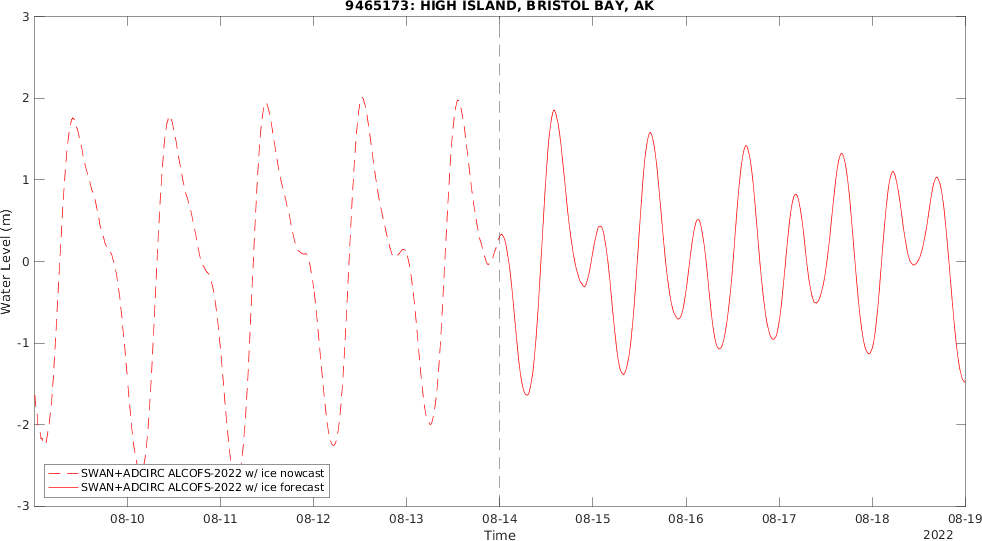 9465173: HIGH ISLAND, BRISTOL BAY, AK
3
2
1
0
-1
-2
-3
Water Level (m)
SWAN+ADCIRC ALCOFS-2022 w/ ice nowcast
SWAN+ADCIRC ALCOFS-2022 w/ ice forecast
08-10 08-11 08-12 08-13 08-14 08-15 08-16 08-17 08-18 08-19
Time
2022